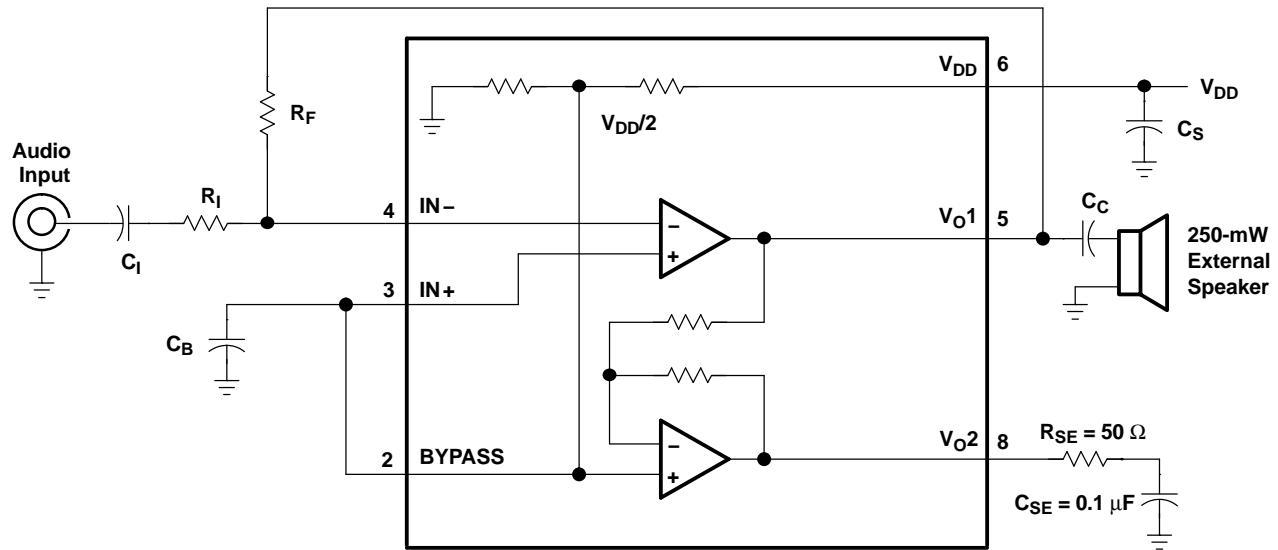 V_DD 6
R_F
V_DD/2
V_DD
C_S
Audio
Input
R_I
C_I
4 IN−
−
+
V_O1 5
C_C
250-mW
External
Speaker
3 IN+
C_B
2 BYPASS
−
+
V_O2 8
R_SE = 50 Ω
C_SE = 0.1 µF